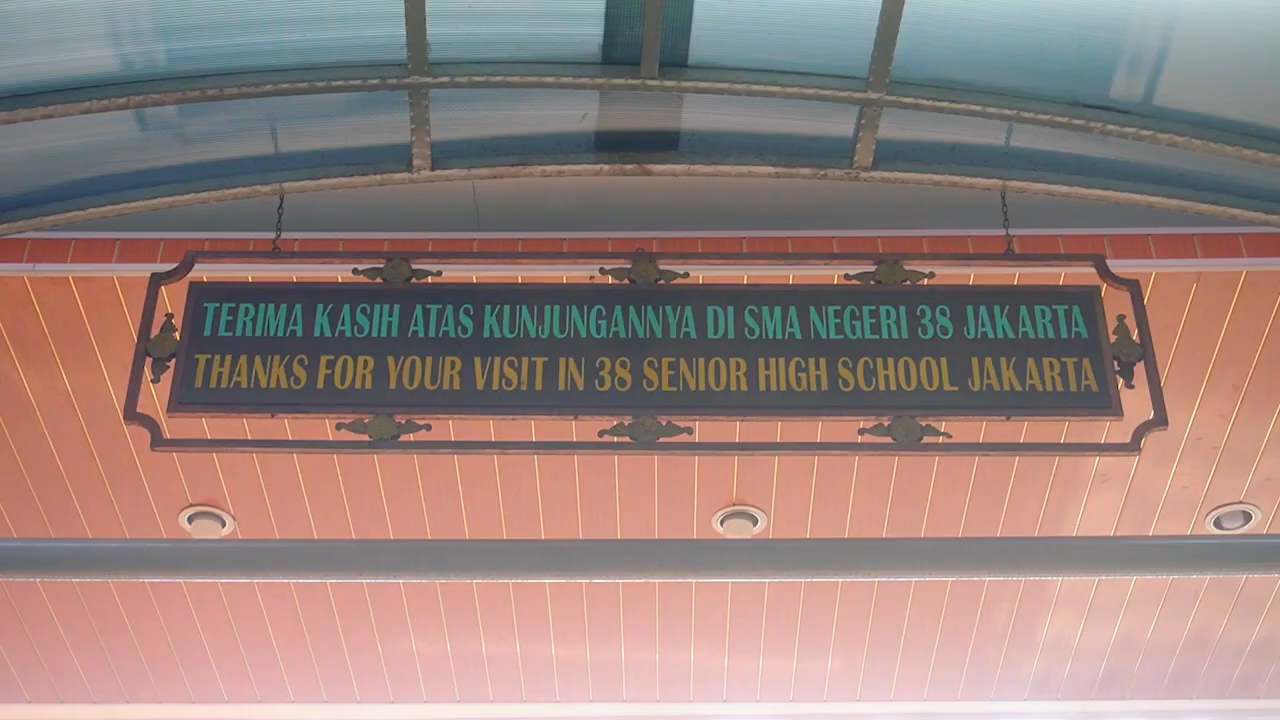 TERIMA KASIH ATAS KUNJUNGANNYA DI SMA NEGERI 38 JAKARTA
THANKS FOR YOUR VISIT IN 38 SENIOR HIGH SCHOOL JAKARTA